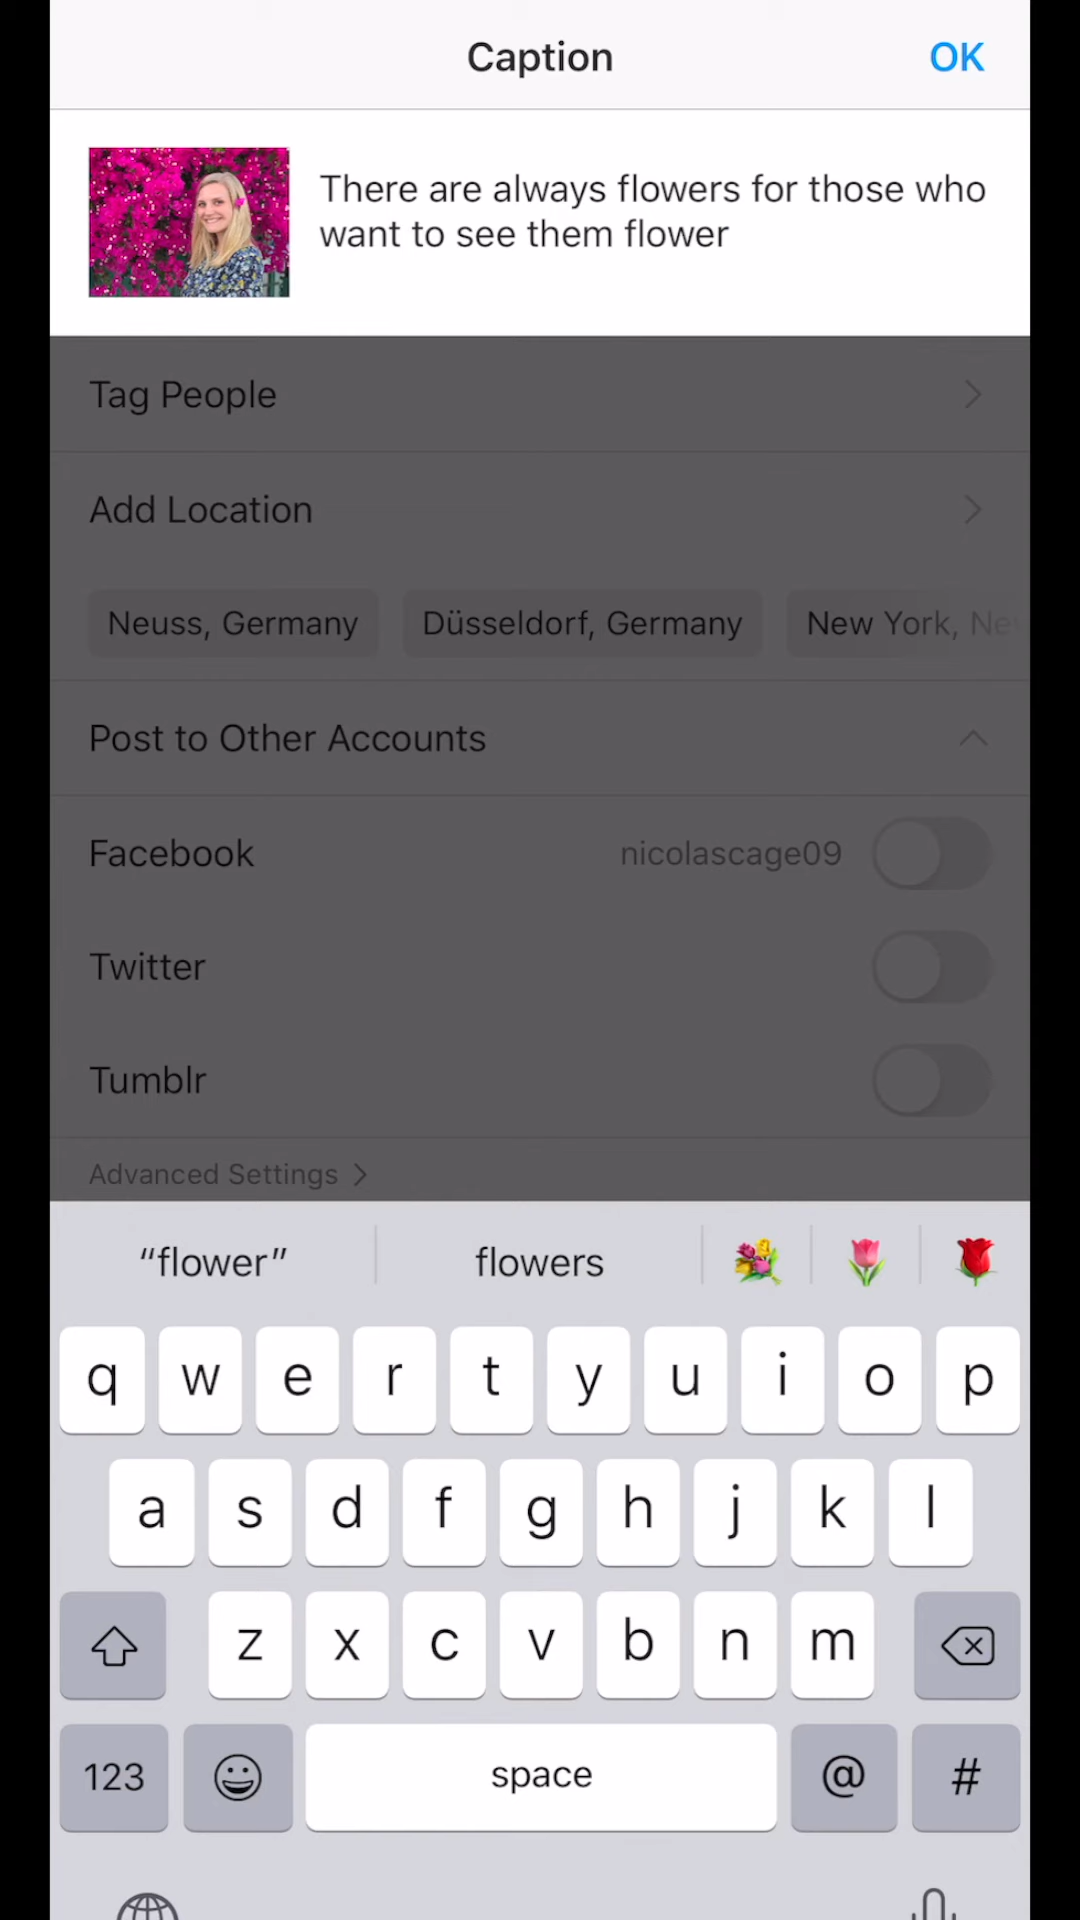 Caption
OK
There are always flowers for those who
want to see them flower
Tag People
Add Location
Neuss, Germany
Düsseldorf, Germany
New York, Ne
Post to Other Accounts
Facebook
nicolascage09
Twitter
Tumblr
Advanced Settings
“flower”
flowers
q w e r t y u i o p
a s d f g h j k l
z x c v b n m
123
space
@
#